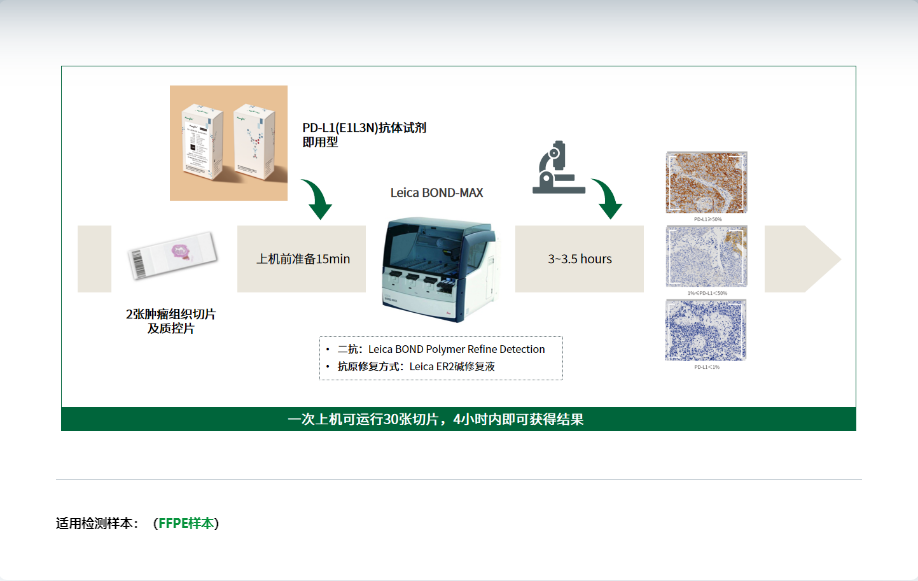 PD-L1(E1L3N)抗体试剂
即用型
Leica BOND-MAX
上机前准备15min
3~3.5 hours
2张肿瘤组织切片
及质控片
PD-L1≥50%
1%≤PD-L1<50%
PD-L1<1%
• 二抗：Leica BOND Polymer Refine Detection
• 抗原修复方式：Leica ER2碱修复液
一次上机可运行30张切片，4小时内即可获得结果
适用检测样本：（FFPE样本）